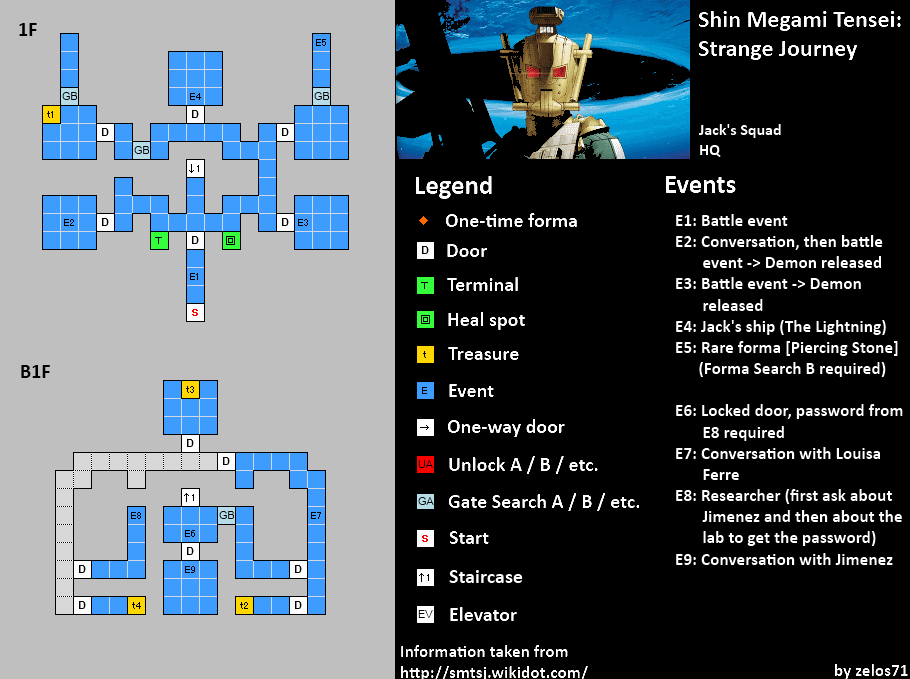 1F
E5
GB
GB
E4
t1
D
D
D
GB
↓1
E2
D
D
E3
T
D
E1
S
B1F
t3
D
D
↑1
E8
GB
E7
E6
D
D
E9
D
D
t4
t2
D
Shin Megami Tensei:
Strange Journey
Jack's Squad
HQ
Legend
One-time forma
D Door
T Terminal
Heal spot
t Treasure
E Event
→ One-way door
UA Unlock A / B / etc.
GA Gate Search A / B / etc.
S Start
↑1 Staircase
EV Elevator
Information taken from
http://smtsj.wikidot.com/
Events
E1: Battle event
E2: Conversation, then battle
event -> Demon released
E3: Battle event -> Demon
released
E4: Jack's ship (The Lightning)
E5: Rare forma [Piercing Stone]
(Forma Search B required)
E6: Locked door, password from
E8 required
E7: Conversation with Louisa
Ferre
E8: Researcher (first ask about
Jimenez and then about the
lab to get the password)
E9: Conversation with Jimenez
by zelos71